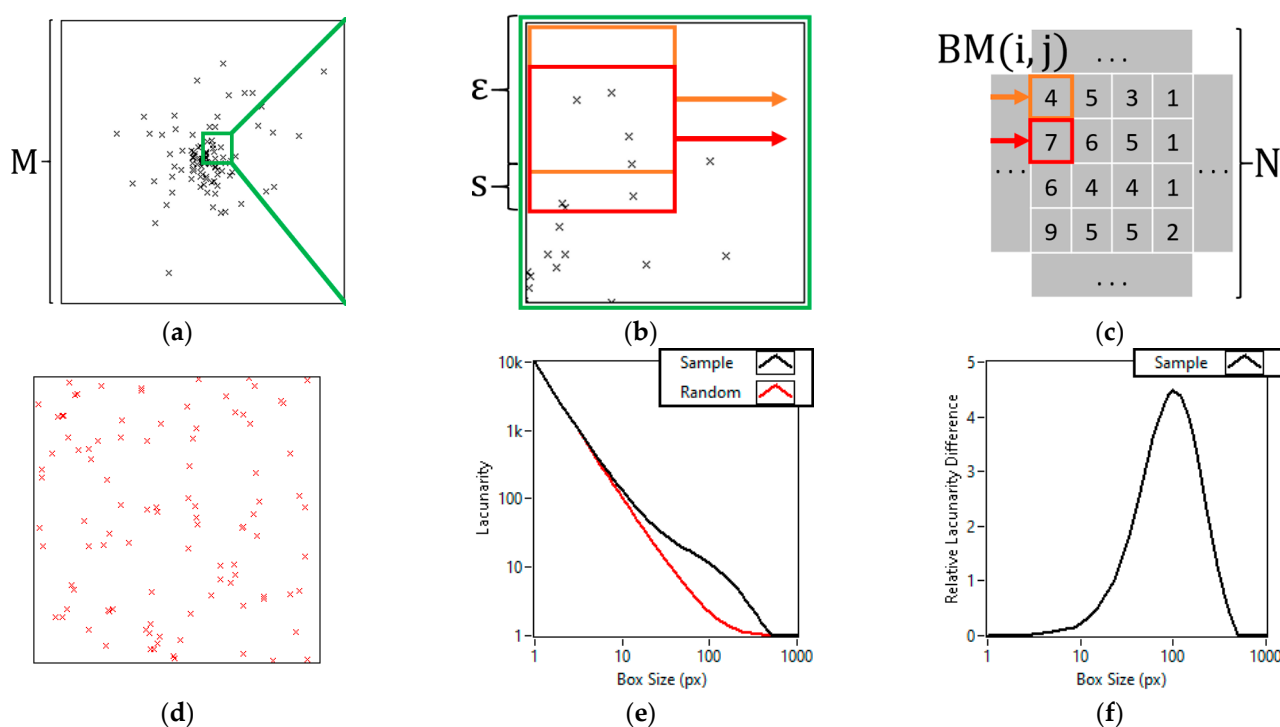 M
(a)
ε
s
(b)
BM(i, j)
...
4 5 3 1
7 6 5 1
... 6 4 4 1 ...
9 5 5 2
...
N
(c)
(d)
Sample
Random
10k
1k
100
10
1
Lacunarity
1 10 100 1000
Box Size (px)
(e)
Sample
5
4
3
2
1
0
Relative Lacunarity Difference
1 10 100 1000
Box Size (px)
(f)